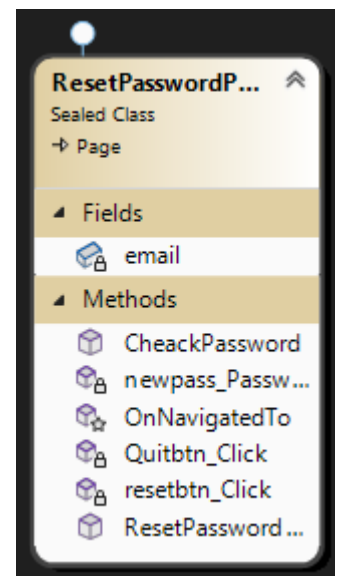 ResetPasswordP...
Sealed Class
→ Page
Fields
email
Methods
CheackPassword
newpass_Passw...
OnNavigatedTo
Quitbtn_Click
resetbtn_Click
ResetPassword...